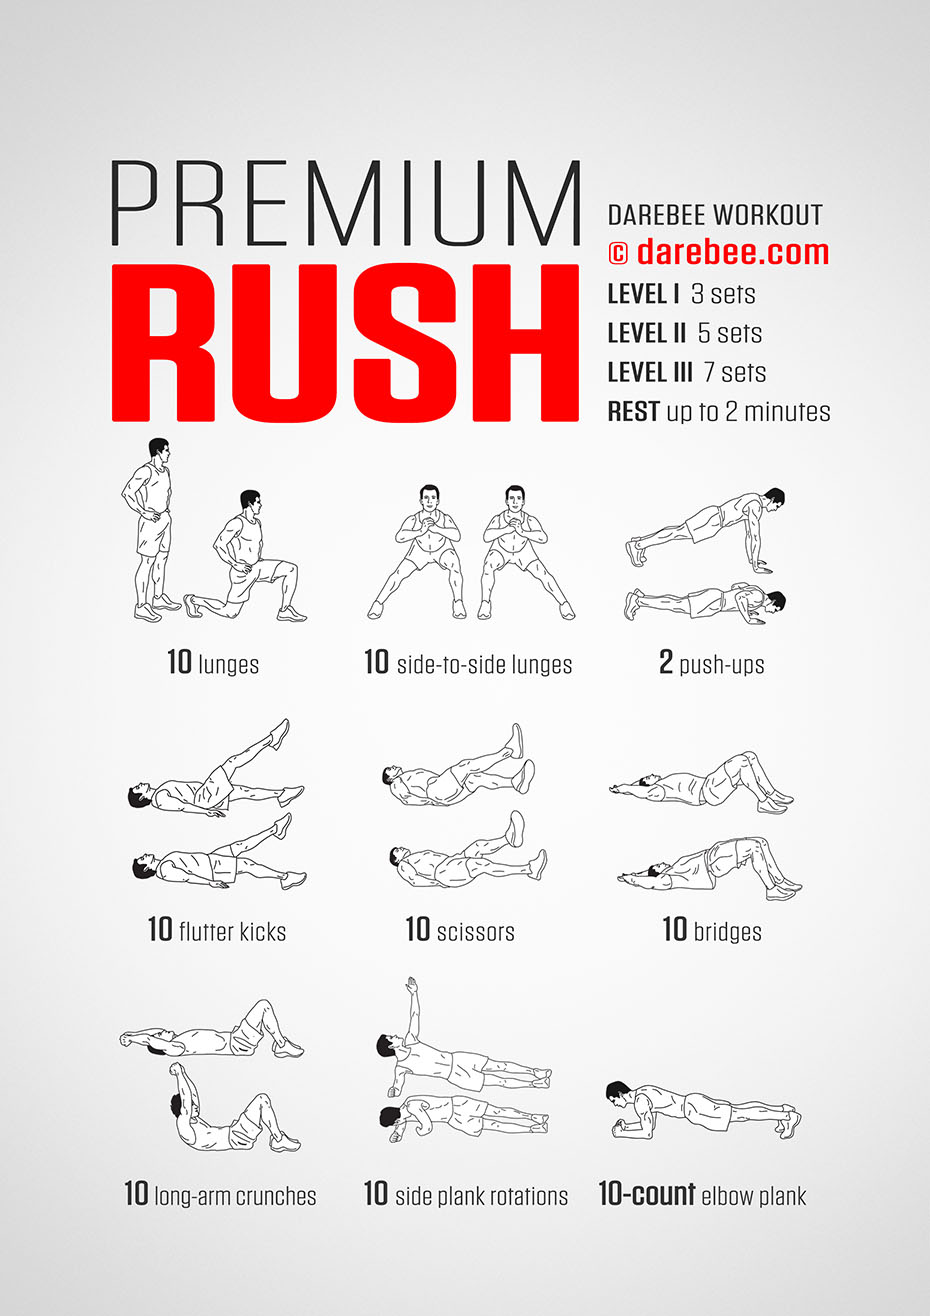 PREMIUM
RUSH
DAREBEE WORKOUT
© darebee.com
LEVEL I 3 sets
LEVEL II 5 sets
LEVEL III 7 sets
REST up to 2 minutes
10 lunges
10 side-to-side lunges
2 push-ups
10 flutter kicks
10 scissors
10 bridges
10 long-arm crunches
10 side plank rotations
10-count elbow plank